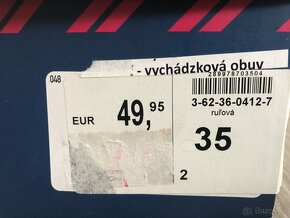 - vychádzková obuv
289978703504
048
3-62-36-0412-7
ružová
EUR 49,95
35
2